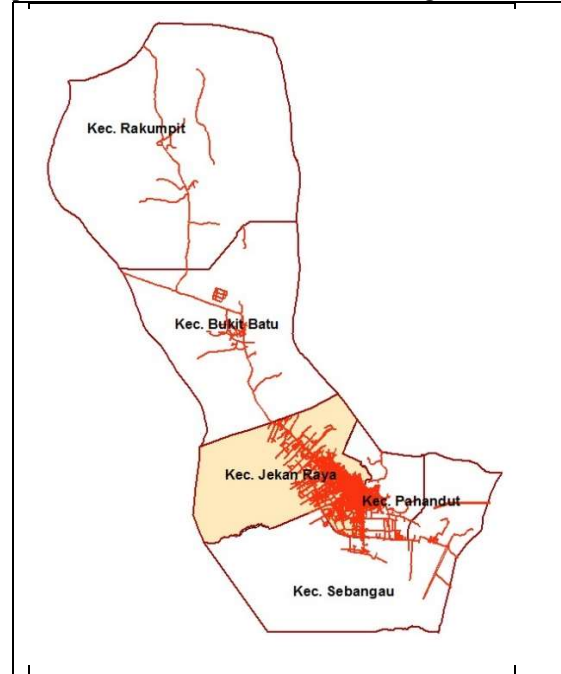 Kec. Rakumpit
Kec. Bukit Batu
Kec. Jekan Raya
Kec. Pahandut
Kec. Sebangau